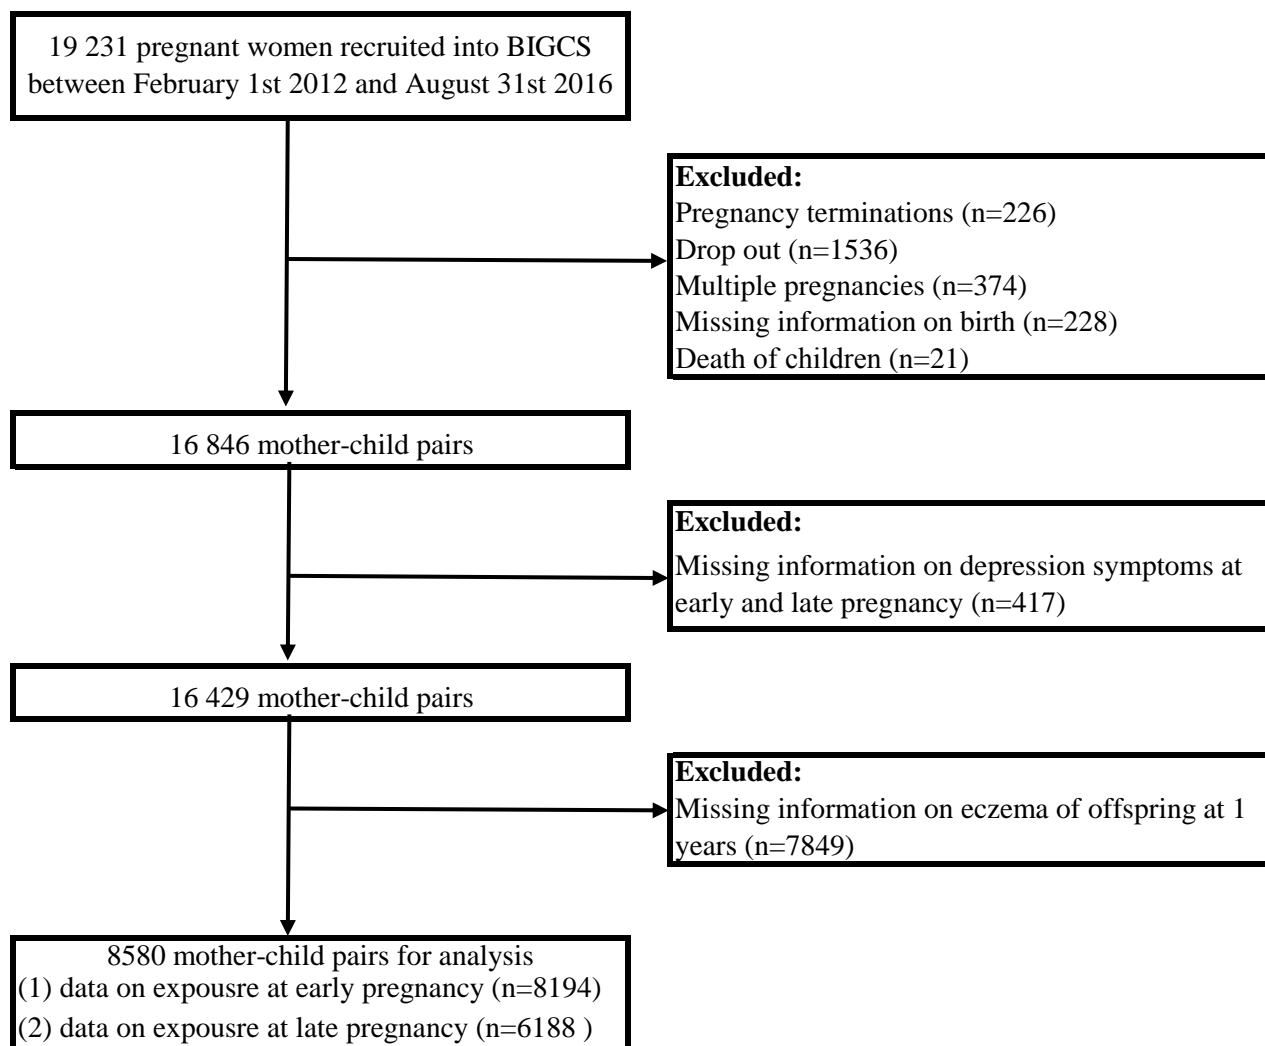 19 231 pregnant women recruited into BIGCS
between February 1st 2012 and August 31st 2016
Excluded:
Pregnancy terminations (n=226)
Drop out (n=1536)
Multiple pregnancies (n=374)
Missing information on birth (n=228)
Death of children (n=21)
16 846 mother-child pairs
Excluded:
Missing information on depression symptoms at
early and late pregnancy (n=417)
16 429 mother-child pairs
Excluded:
Missing information on eczema of offspring at 1
years (n=7849)
8580 mother-child pairs for analysis
(1) data on expousre at early pregnancy (n=8194)
(2) data on expousre at late pregnancy (n=6188 )